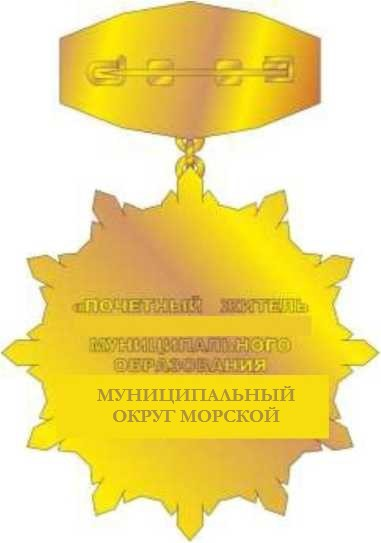 «ПОЧЕТНЫЙ ЖИТЕЛЬ
МУНИЦИПАЛЬНОГО
ОБРАЗОВАНИЯ
МУНИЦИПАЛЬНЫЙ
ОКРУГ МОРСКОЙ